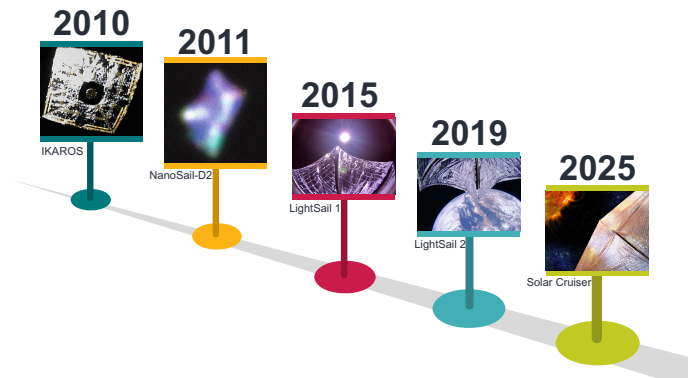 2010
IKAROS
2011
NanoSail-D2
2015
LightSail 1
2019
LightSail 2
2025
Solar Cruiser